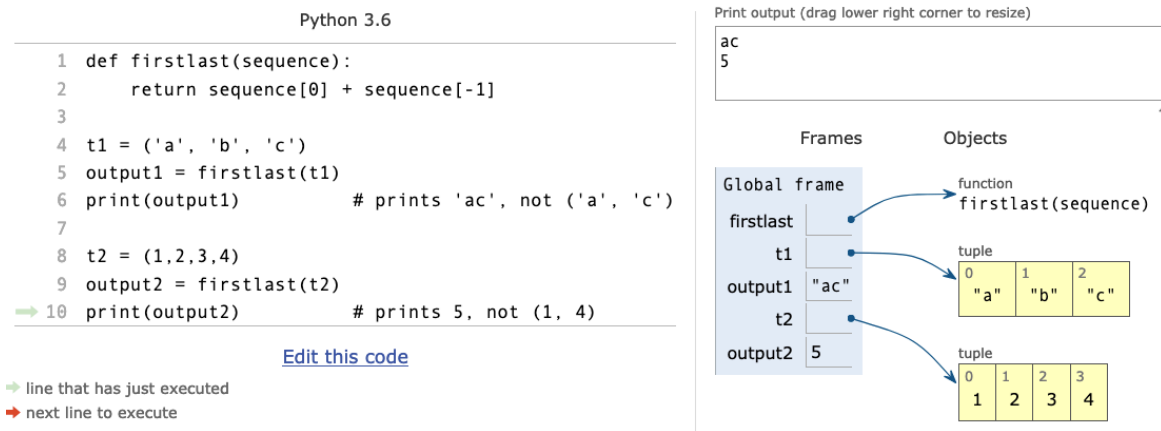 Python 3.6
1 def firstlast(sequence):
2     return sequence[0] + sequence[-1]
3
4 t1 = ('a', 'b', 'c')
5 output1 = firstlast(t1)
6 print(output1)          # prints 'ac', not ('a', 'c')
7
8 t2 = (1,2,3,4)
9 output2 = firstlast(t2)
10 print(output2)          # prints 5, not (1, 4)
Edit this code
line that has just executed
next line to execute
Print output (drag lower right corner to resize)
ac
5
Frames Objects
Global frame
firstlast
t1
output1 "ac"
t2
output2 5
function
firstlast(sequence)
tuple
0 1 2
"a" "b" "c"
tuple
0 1 2 3
1 2 3 4